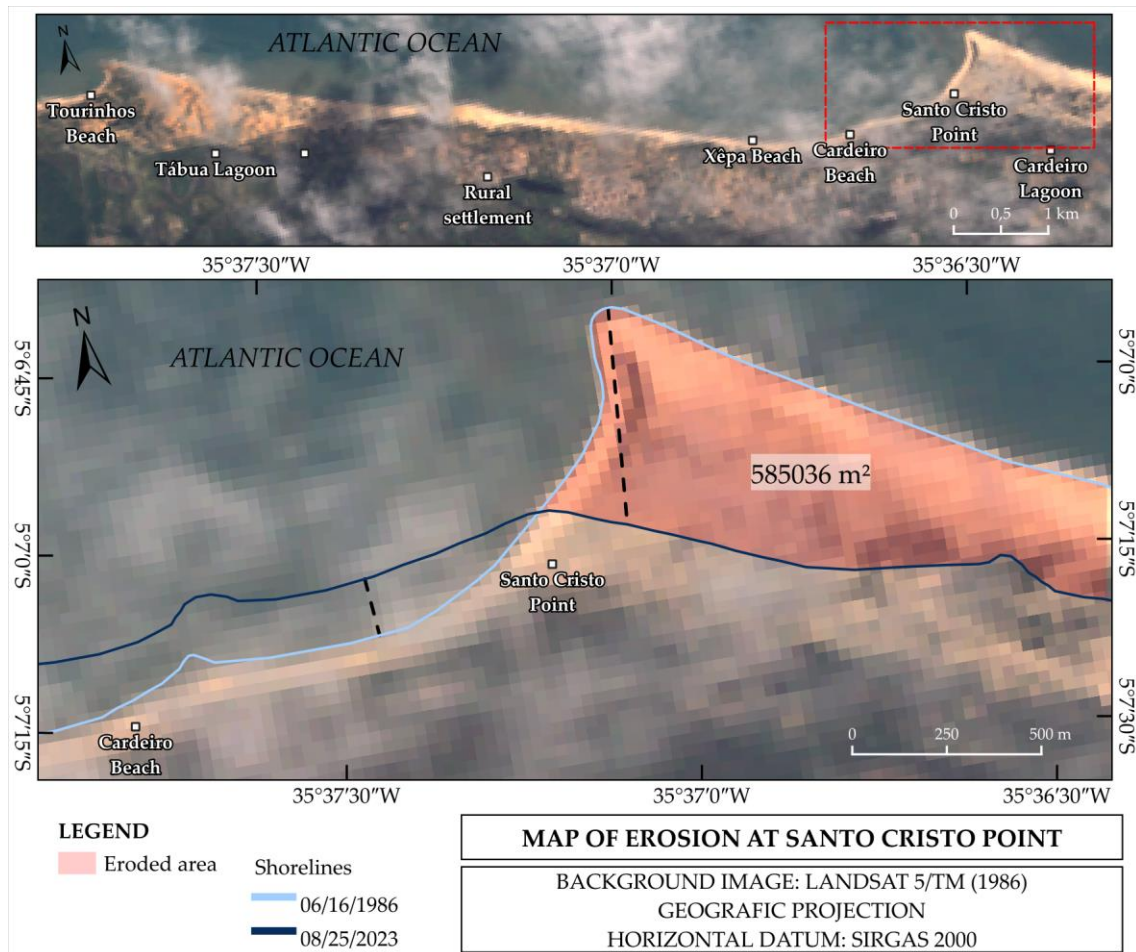 ATLANTIC OCEAN
N
Tourinhos
Beach
Tábua Lagoon
Rural
settlement
Xêpa Beach
Cardeiro
Beach
Santo Cristo
Point
Cardeiro
Lagoon
0 0,5 1 km
35°37'30"W 35°37'0"W 35°36'30"W
N
ATLANTIC OCEAN
5°6'45"S
5°7'0"S
5°7'15"S
5°7'0"S
5°7'15"S
5°7'30"S
585036 m²
Santo Cristo
Point
Cardeiro
Beach
0 250 500 m
35°37'30"W 35°37'0"W 35°36'30"W
LEGEND
Eroded area
Shorelines
06/16/1986
08/25/2023
MAP OF EROSION AT SANTO CRISTO POINT
BACKGROUND IMAGE: LANDSAT 5/TM (1986)
GEOGRAFIC PROJECTION
HORIZONTAL DATUM: SIRGAS 2000